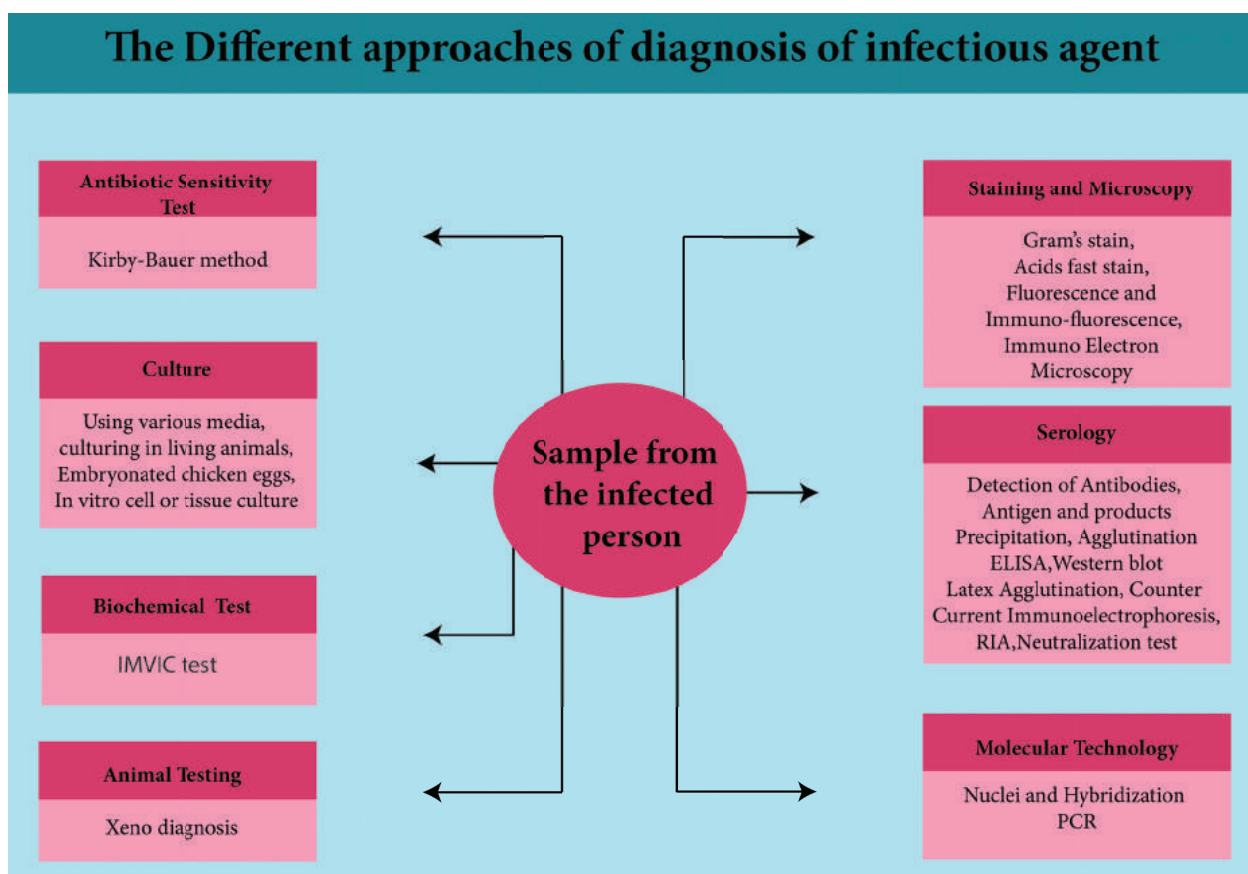 The Different approaches of diagnosis of infectious agent
Antibiotic Sensitivity
Test
Kirby-Bauer method
Culture
Using various media,
culturing in living animals,
Embryonated chicken eggs,
In vitro cell or tissue culture
Biochemical Test
IMVIC test
Animal Testing
Xeno diagnosis
Sample from
the infected
person
Staining and Microscopy
Gram's stain,
Acids fast stain,
Fluorescence and
Immuno-fluorescence,
Immuno Electron
Microscopy
Serology
Detection of Antibodies,
Antigen and products
Precipitation, Agglutination
ELISA,Western blot
Latex Agglutination, Counter
Current Immunoelectrophoresis,
RIA,Neutralization test
Molecular Technology
Nuclei and Hybridization
PCR